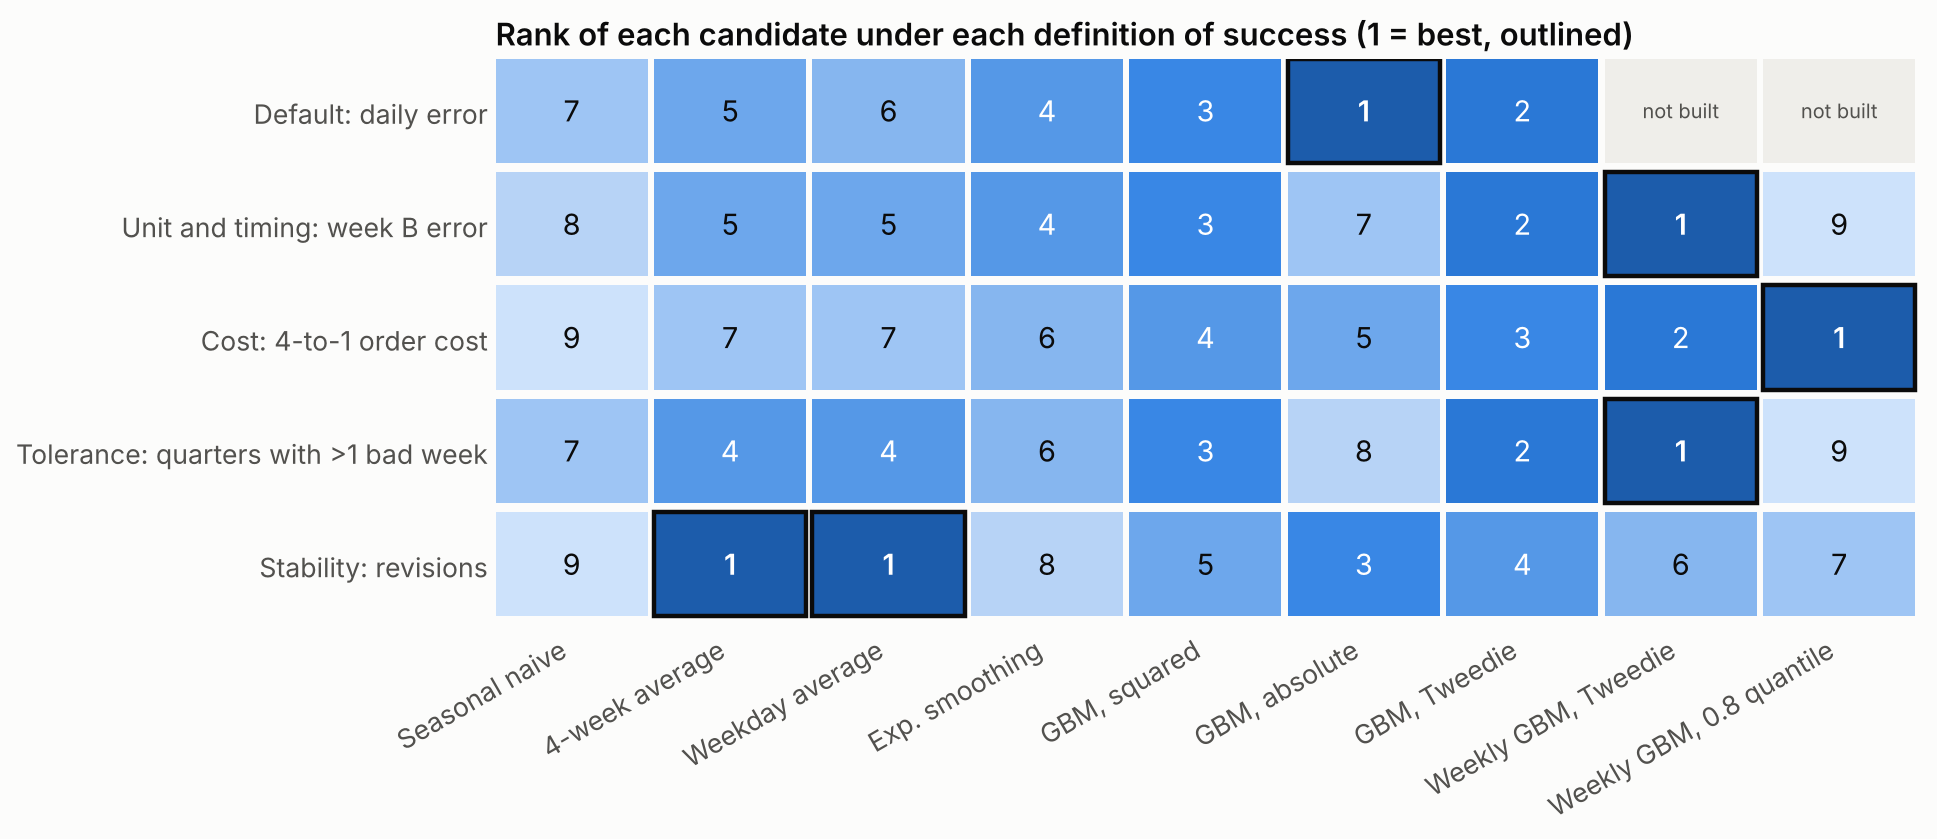 Rank of each candidate under each definition of success (1 = best, outlined)
Default: daily error 7 5 6 4 3 1 2 not built not built
Unit and timing: week B error 8 5 5 4 3 7 2 1 9
Cost: 4-to-1 order cost 9 7 7 6 4 5 3 2 1
Tolerance: quarters with >1 bad week 7 4 4 6 3 8 2 1 9
Stability: revisions 9 1 1 8 5 3 4 6 7
Seasonal naive
4-week average
Weekday average
Exp. smoothing
GBM, squared
GBM, absolute
GBM, Tweedie
Weekly GBM, Tweedie
Weekly GBM, 0.8 quantile